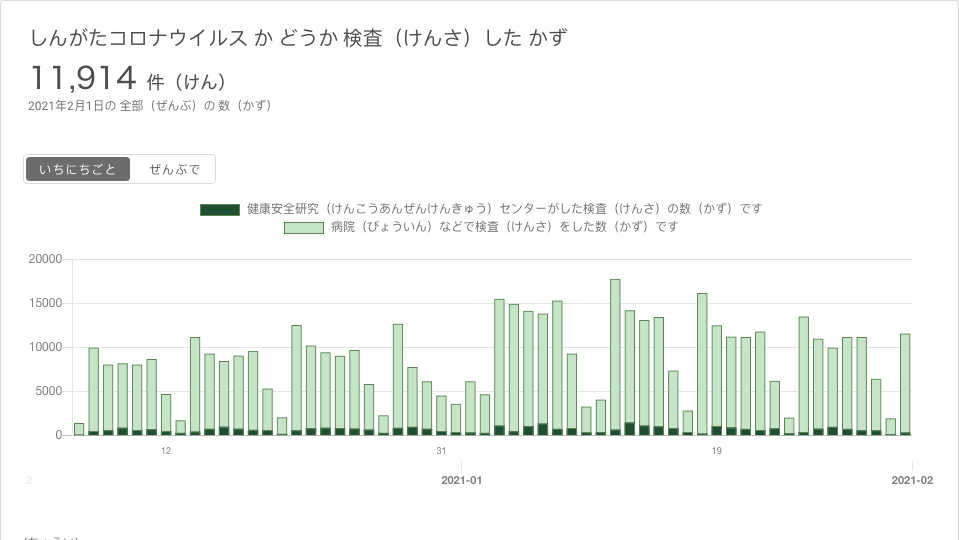 しんがたコロナウイルス か どうか 検査（けんさ）した かず
11,914 件（けん）
2021年2月1日の 全部（ぜんぶ）の 数（かず）
いちにちごと ぜんぶで
健康安全研究（けんこうあんぜんけんきゅう）センターがした検査（けんさ）の数（かず）です
病院（びょういん）などで検査（けんさ）をした数（かず）です
20000
15000
10000
5000
0
12 31 19
2 2021-01 2021-02